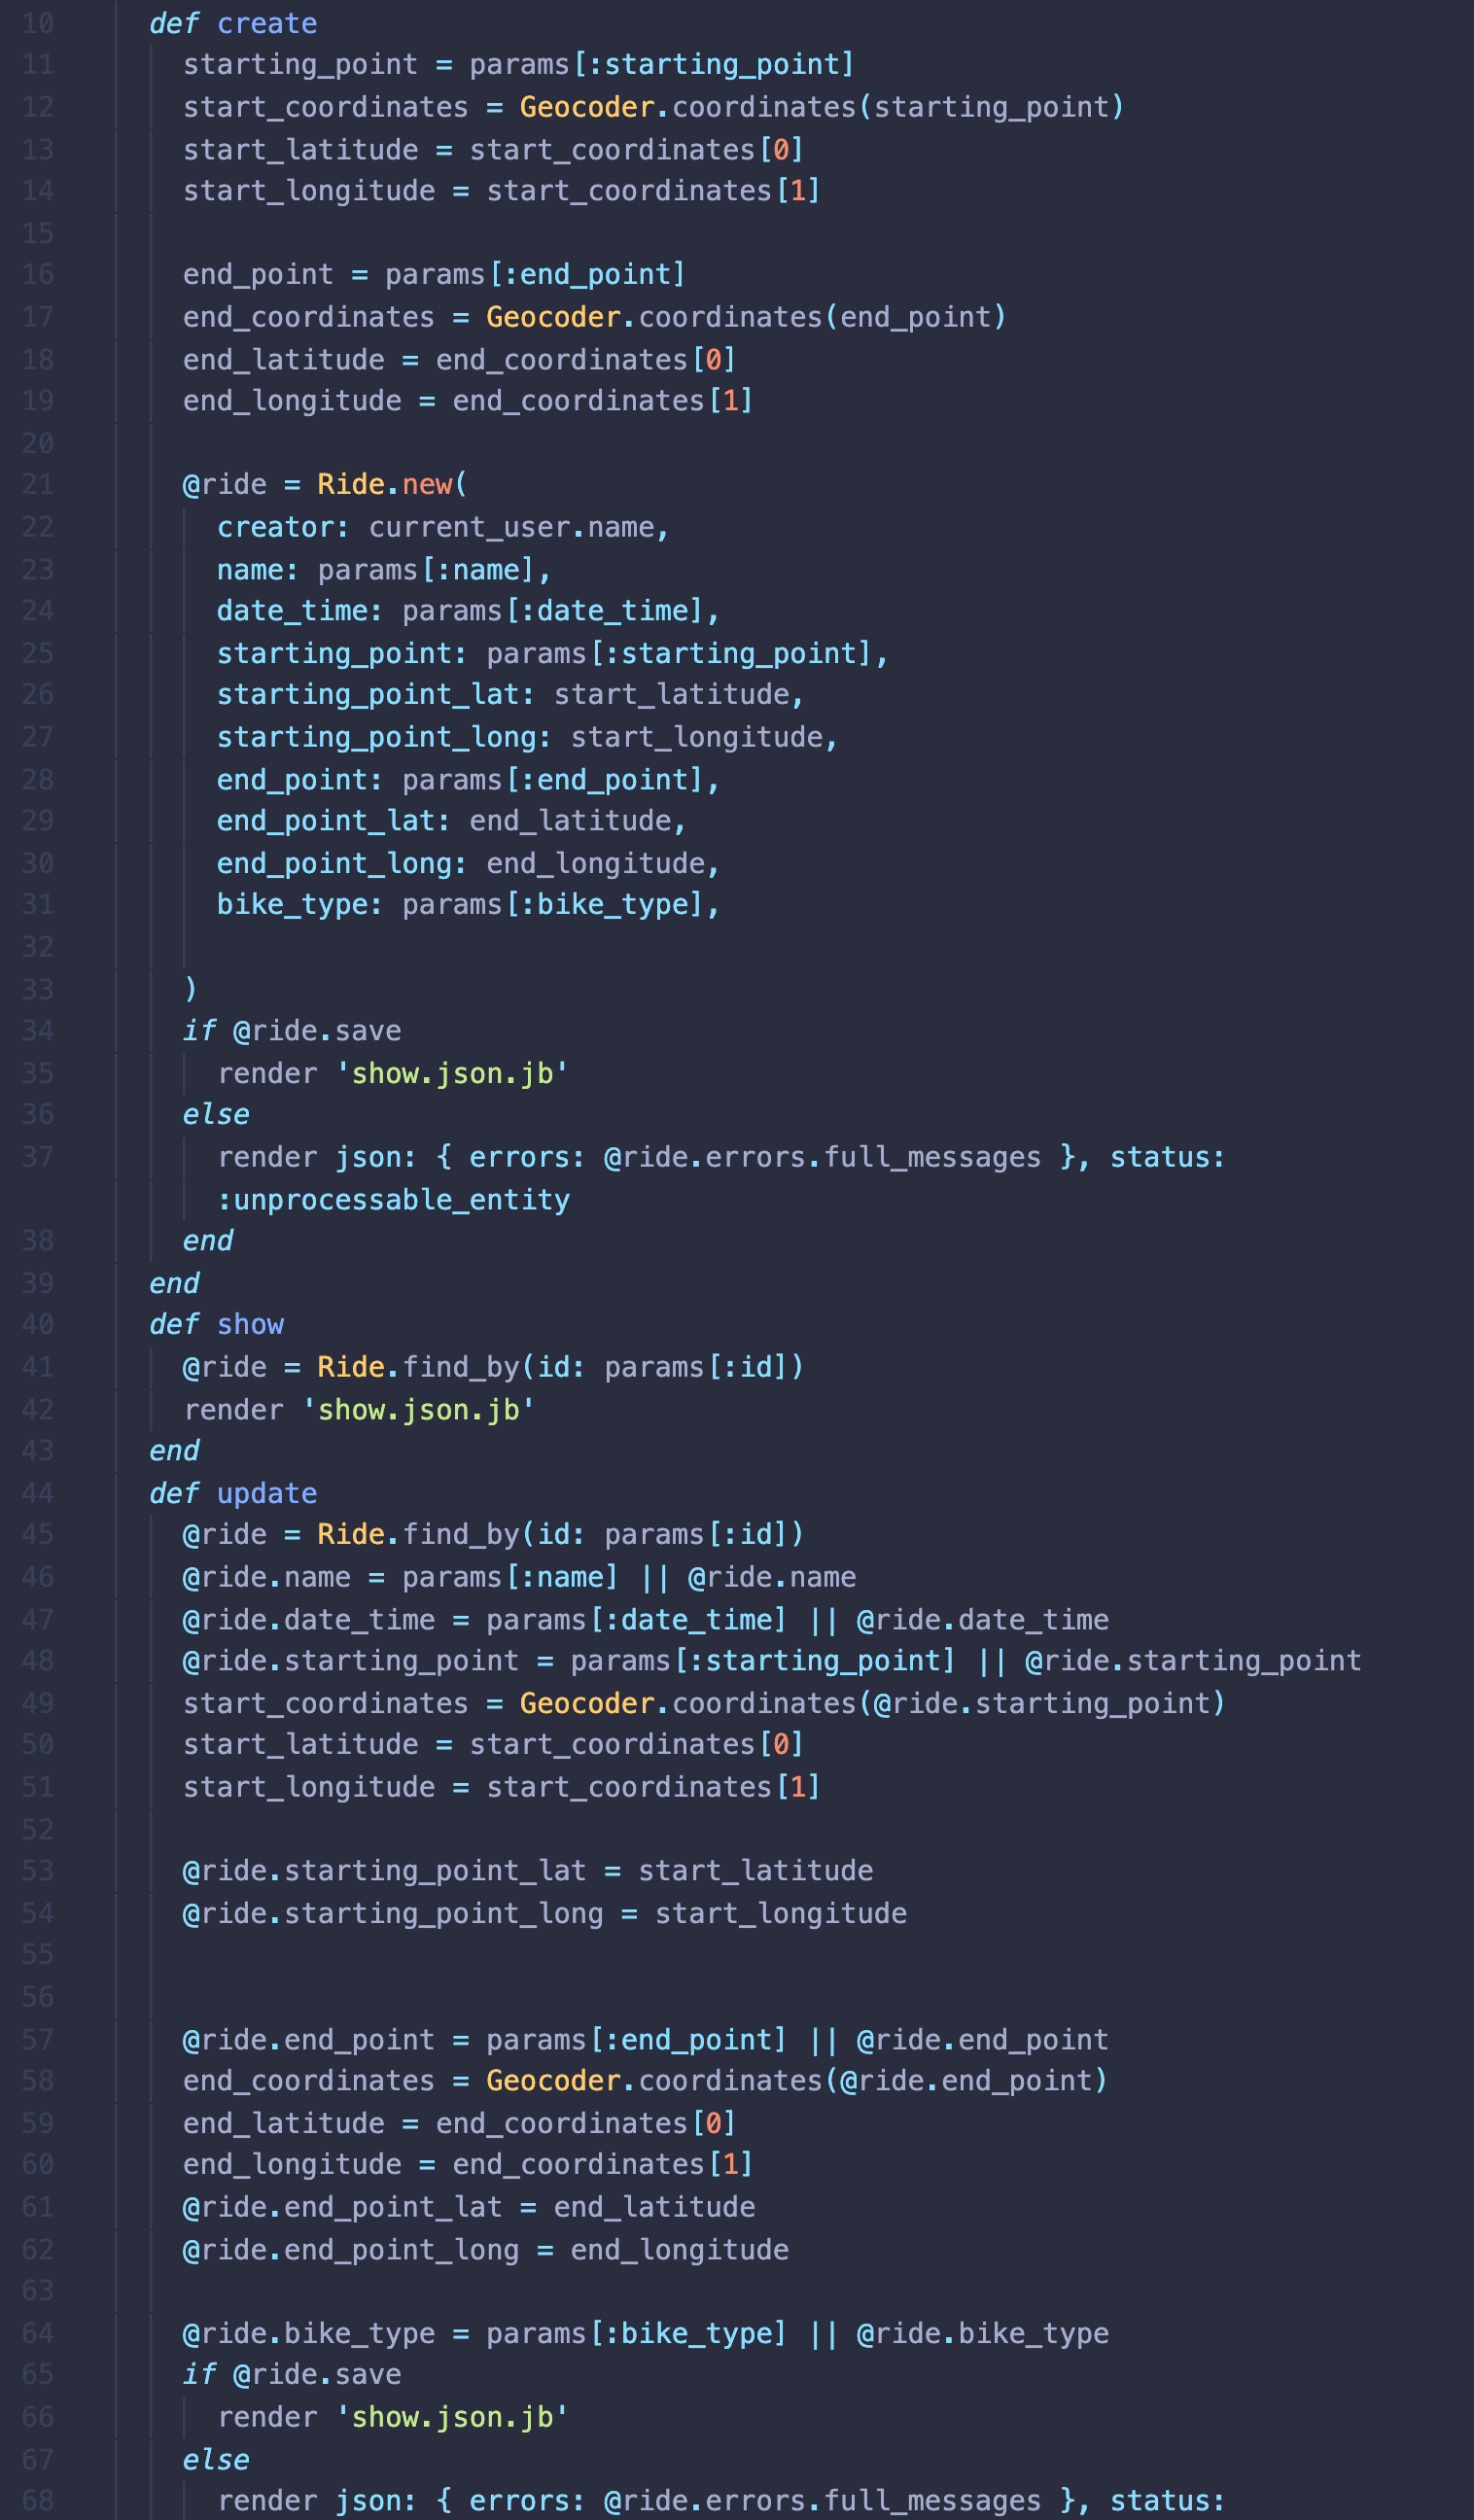 10 def create
11 starting_point = params[:starting_point]
12 start_coordinates = Geocoder.coordinates(starting_point)
13 start_latitude = start_coordinates[0]
14 start_longitude = start_coordinates[1]
15
16 end_point = params[:end_point]
17 end_coordinates = Geocoder.coordinates(end_point)
18 end_latitude = end_coordinates[0]
19 end_longitude = end_coordinates[1]
20
21 @ride = Ride.new(
22 creator: current_user.name,
23 name: params[:name],
24 date_time: params[:date_time],
25 starting_point: params[:starting_point],
26 starting_point_lat: start_latitude,
27 starting_point_long: start_longitude,
28 end_point: params[:end_point],
29 end_point_lat: end_latitude,
30 end_point_long: end_longitude,
31 bike_type: params[:bike_type],
32
33 )
34 if @ride.save
35 render 'show.json.jb'
36 else
37 render json: { errors: @ride.errors.full_messages }, status:
:unprocessable_entity
38 end
39 end
40 def show
41 @ride = Ride.find_by(id: params[:id])
42 render 'show.json.jb'
43 end
44 def update
45 @ride = Ride.find_by(id: params[:id])
46 @ride.name = params[:name] || @ride.name
47 @ride.date_time = params[:date_time] || @ride.date_time
48 @ride.starting_point = params[:starting_point] || @ride.starting_point
49 start_coordinates = Geocoder.coordinates(@ride.starting_point)
50 start_latitude = start_coordinates[0]
51 start_longitude = start_coordinates[1]
52
53 @ride.starting_point_lat = start_latitude
54 @ride.starting_point_long = start_longitude
55
56
57 @ride.end_point = params[:end_point] || @ride.end_point
58 end_coordinates = Geocoder.coordinates(@ride.end_point)
59 end_latitude = end_coordinates[0]
60 end_longitude = end_coordinates[1]
61 @ride.end_point_lat = end_latitude
62 @ride.end_point_long = end_longitude
63
64 @ride.bike_type = params[:bike_type] || @ride.bike_type
65 if @ride.save
66 render 'show.json.jb'
67 else
68 render json: { errors: @ride.errors.full_messages }, status: